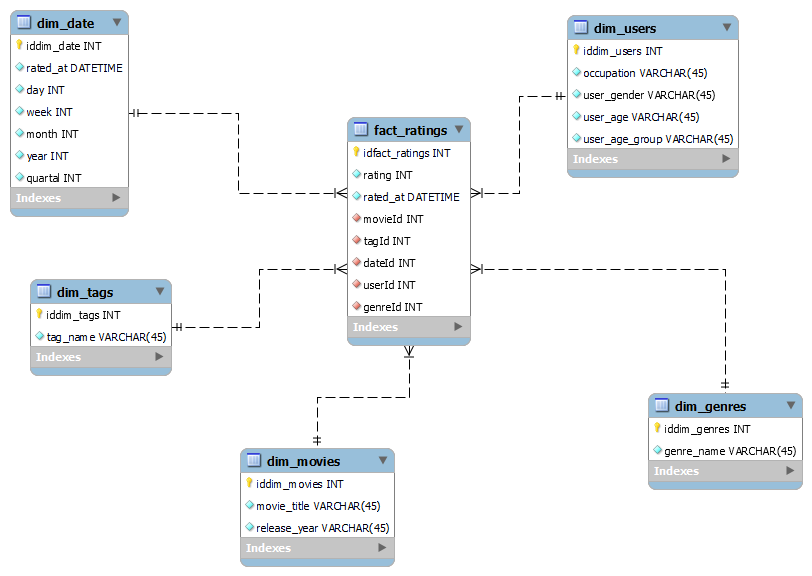 dim_date
iddim_date INT
rated_at DATETIME
day INT
week INT
month INT
year INT
quartal INT
Indexes
dim_users
iddim_users INT
occupation VARCHAR(45)
user_gender VARCHAR(45)
user_age VARCHAR(45)
user_age_group VARCHAR(45)
Indexes
fact_ratings
idfact_ratings INT
rating INT
rated_at DATETIME
movieId INT
tagId INT
dateId INT
userId INT
genreId INT
Indexes
dim_tags
iddim_tags INT
tag_name VARCHAR(45)
Indexes
dim_movies
iddim_movies INT
movie_title VARCHAR(45)
release_year VARCHAR(45)
Indexes
dim_genres
iddim_genres INT
genre_name VARCHAR(45)
Indexes